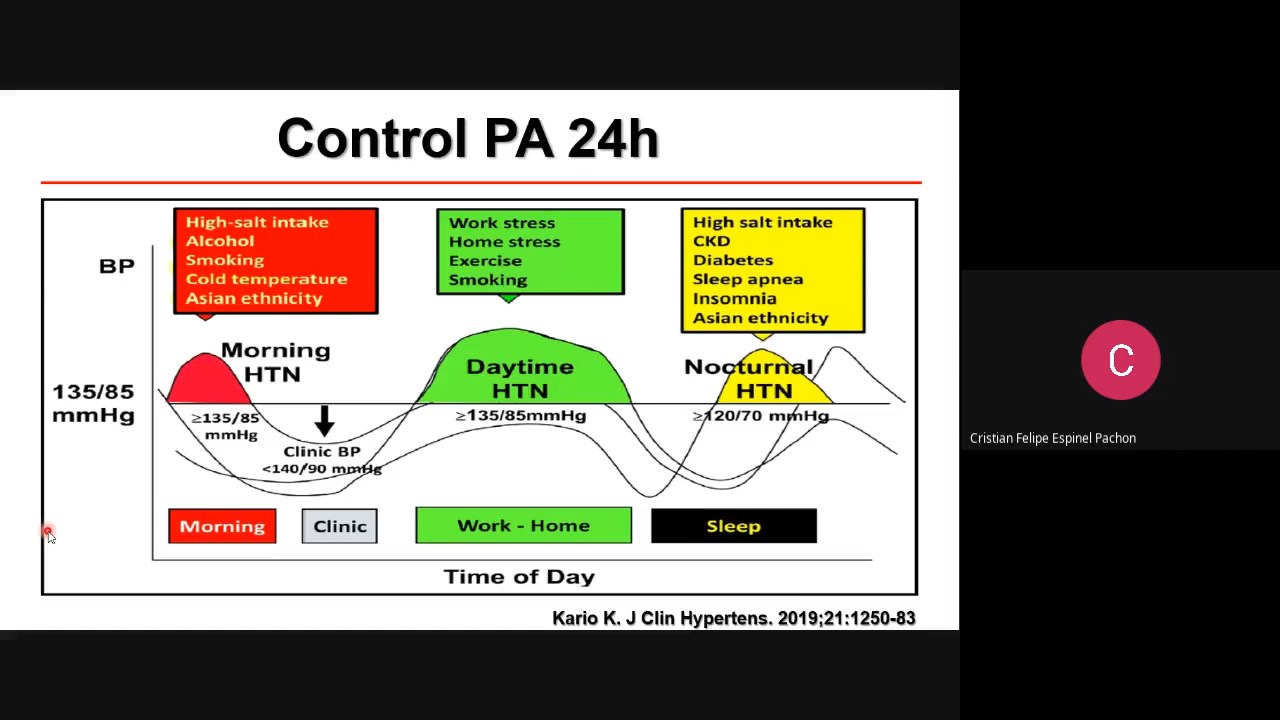 Control PA 24h
High-salt intake
Alcohol
Smoking
Cold temperature
Asian ethnicity
Work stress
Home stress
Exercise
Smoking
High salt intake
CKD
Diabetes
Sleep apnea
Insomnia
Asian ethnicity
BP
135/85
mmHg
Morning
HTN
≥135/85
mmHg
Clinic BP
<140/90 mmHg
Daytime
HTN
≥135/85mmHg
Nocturnal
HTN
≥120/70 mmHg
Morning
Clinic
Work - Home
Sleep
Time of Day
Kario K. J Clin Hypertens. 2019;21:1250-83
C
Cristian Felipe Espinel Pachon